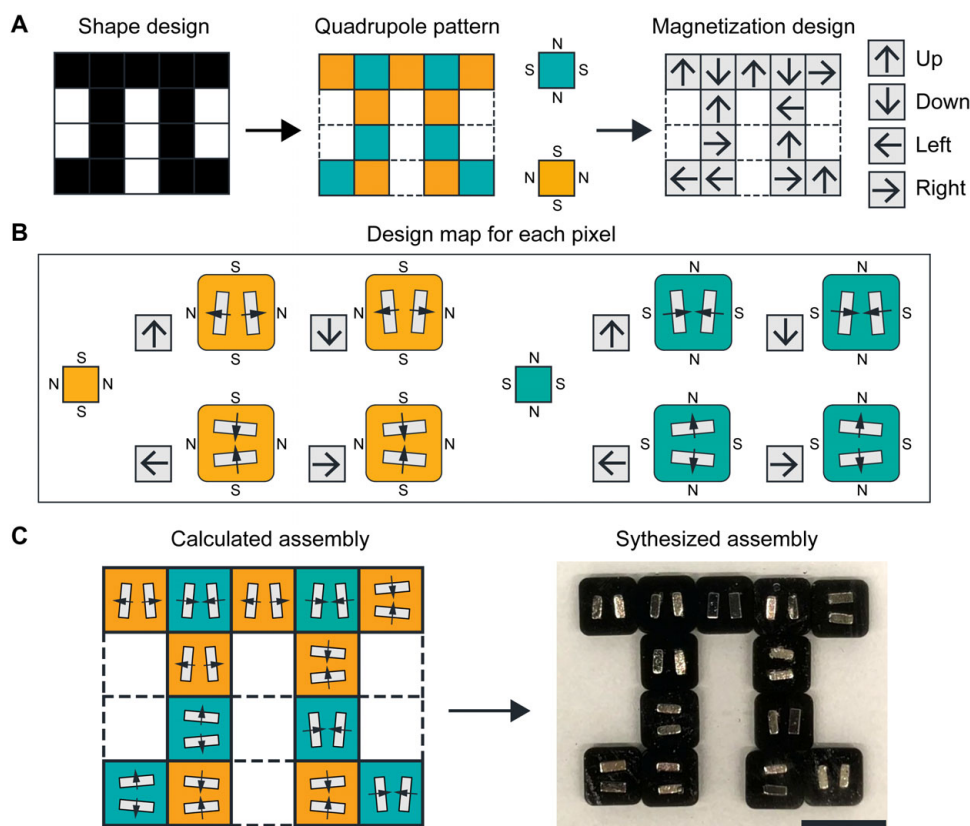 A
Shape design
Quadrupole pattern
Magnetization design
N
S S
N
S
N N
S
Up
Down
Left
Right
B
Design map for each pixel
S
N N
S
S
N N
S
S
N N
S
N
S S
N
N
S S
N
N
S S
N
S
N N
S
S
N N
S
S
N N
S
N
S S
N
N
S S
N
C
Calculated assembly
Sythesized assembly